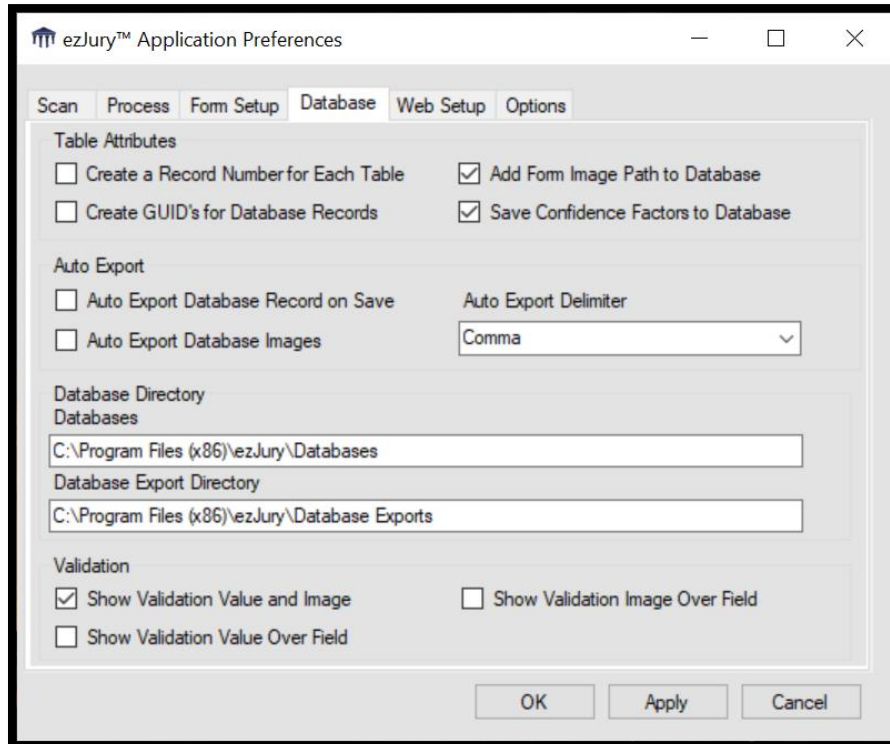 ezJury™ Application Preferences
Scan Process Form Setup Database Web Setup Options
Table Attributes
Create a Record Number for Each Table
Add Form Image Path to Database
Create GUID's for Database Records
Save Confidence Factors to Database
Auto Export
Auto Export Database Record on Save
Auto Export Delimiter
Auto Export Database Images
Comma
Database Directory
Databases
C:\Program Files (x86)\ezJury\Databases
Database Export Directory
C:\Program Files (x86)\ezJury\Database Exports
Validation
Show Validation Value and Image
Show Validation Image Over Field
Show Validation Value Over Field
OK Apply Cancel